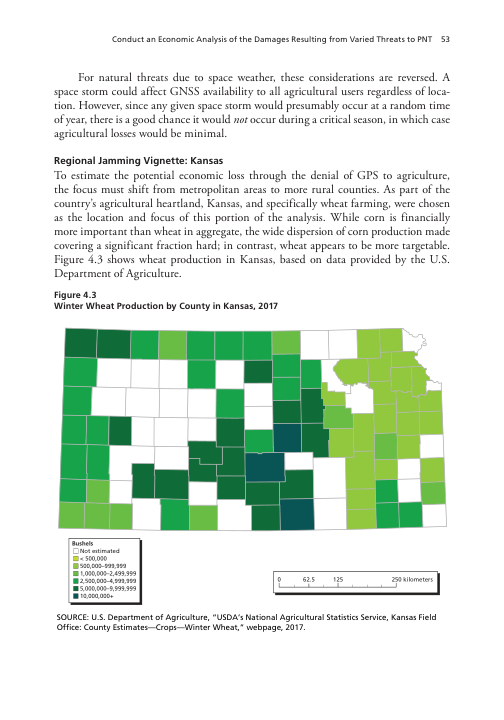 Conduct an Economic Analysis of the Damages Resulting from Varied Threats to PNT 53
For natural threats due to space weather, these considerations are reversed. A
space storm could affect GNSS availability to all agricultural users regardless of loca-
tion. However, since any given space storm would presumably occur at a random time
of year, there is a good chance it would not occur during a critical season, in which case
agricultural losses would be minimal.
Regional Jamming Vignette: Kansas
To estimate the potential economic loss through the denial of GPS to agriculture,
the focus must shift from metropolitan areas to more rural counties. As part of the
country's agricultural heartland, Kansas, and specifically wheat farming, were chosen
as the location and focus of this portion of the analysis. While corn is financially
more important than wheat in aggregate, the wide dispersion of corn production made
covering a significant fraction hard; in contrast, wheat appears to be more targetable.
Figure 4.3 shows wheat production in Kansas, based on data provided by the U.S.
Department of Agriculture.
Figure 4.3
Winter Wheat Production by County in Kansas, 2017
Bushels
Not estimated
< 500,000
500,000–999,999
1,000,000–2,499,999
2,500,000–4,999,999
5,000,000–9,999,999
10,000,000+
0 62.5 125 250 kilometers
SOURCE: U.S. Department of Agriculture, "USDA's National Agricultural Statistics Service, Kansas Field
Office: County Estimates—Crops—Winter Wheat," webpage, 2017.